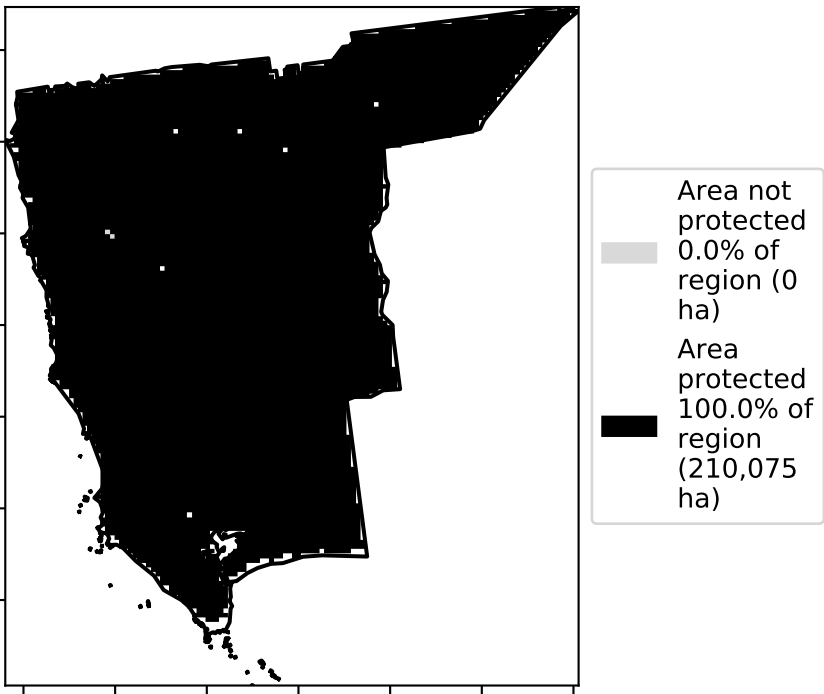 Area not
protected
0.0% of
region (0
ha)
Area
protected
100.0% of
region
(210,075
ha)